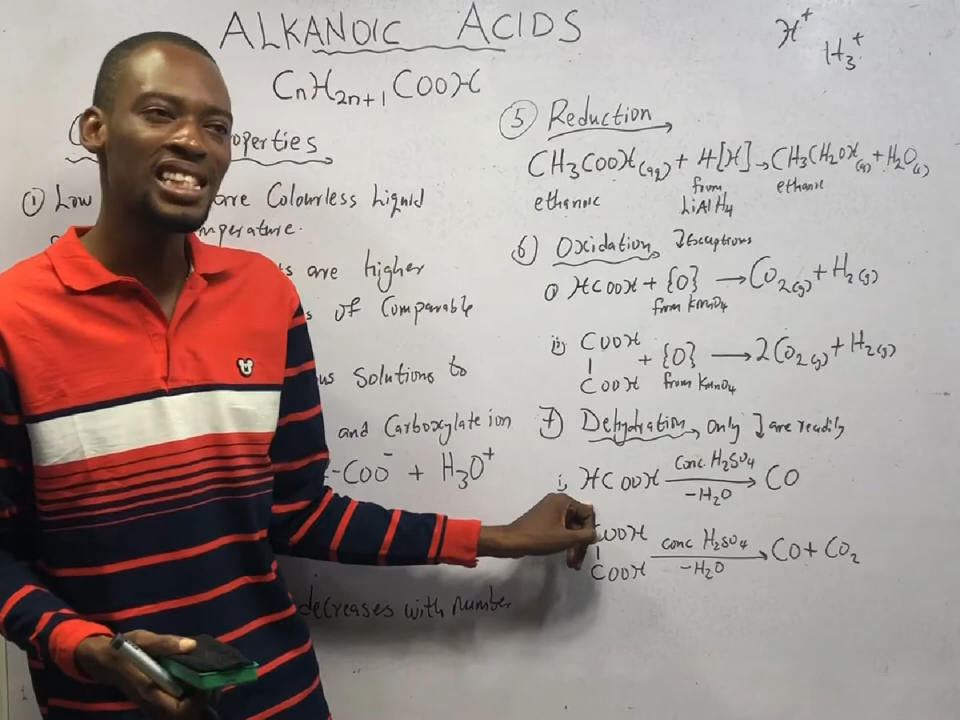 ALKANOIC ACIDS
H⁺
H₃⁺
CnH₂ₙ₊₁COOH
operties
① Low are Colourless Liquid
mperature.
ts are higher
s of Comparable
us Solutions to
and Carboxylate ion
-COO⁻ + H₃O⁺
decreases with number
⑤ Reduction
CH₃COOH(aq) + 4[H] → CH₃CH₂OH(aq) + H₂O(l)
ethanoic from LiAlH₄ ethanol
⑥ Oxidation, Exceptions
i) HCOOH + {O} → CO₂(g) + H₂(g)
from KMnO₄
ii) COOH
| + {O} → 2CO₂(g) + H₂(g)
COOH from KMnO₄
7) Dehydration, Only are readily
i) HCOOH Conc. H₂SO₄ → CO
-H₂O
COOH
| conc H₂SO₄ → CO + CO₂
COOH -H₂O